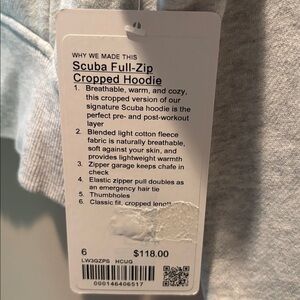 WHY WE MADE THIS
Scuba Full-Zip
Cropped Hoodie
1. Breathable, warm, and cozy,
this cropped version of our
signature Scuba hoodie is the
perfect pre- and post-workout
layer
2. Blended light cotton fleece
fabric is naturally breathable,
soft against your skin, and
provides lightweight warmth
3. Zipper garage keeps chafe in
check
4. Elastic zipper pull doubles as
an emergency hair tie
5. Thumbholes
6. Classic fit, cropped length
6 $118.00
LW3GZPS HCUG
000146406517